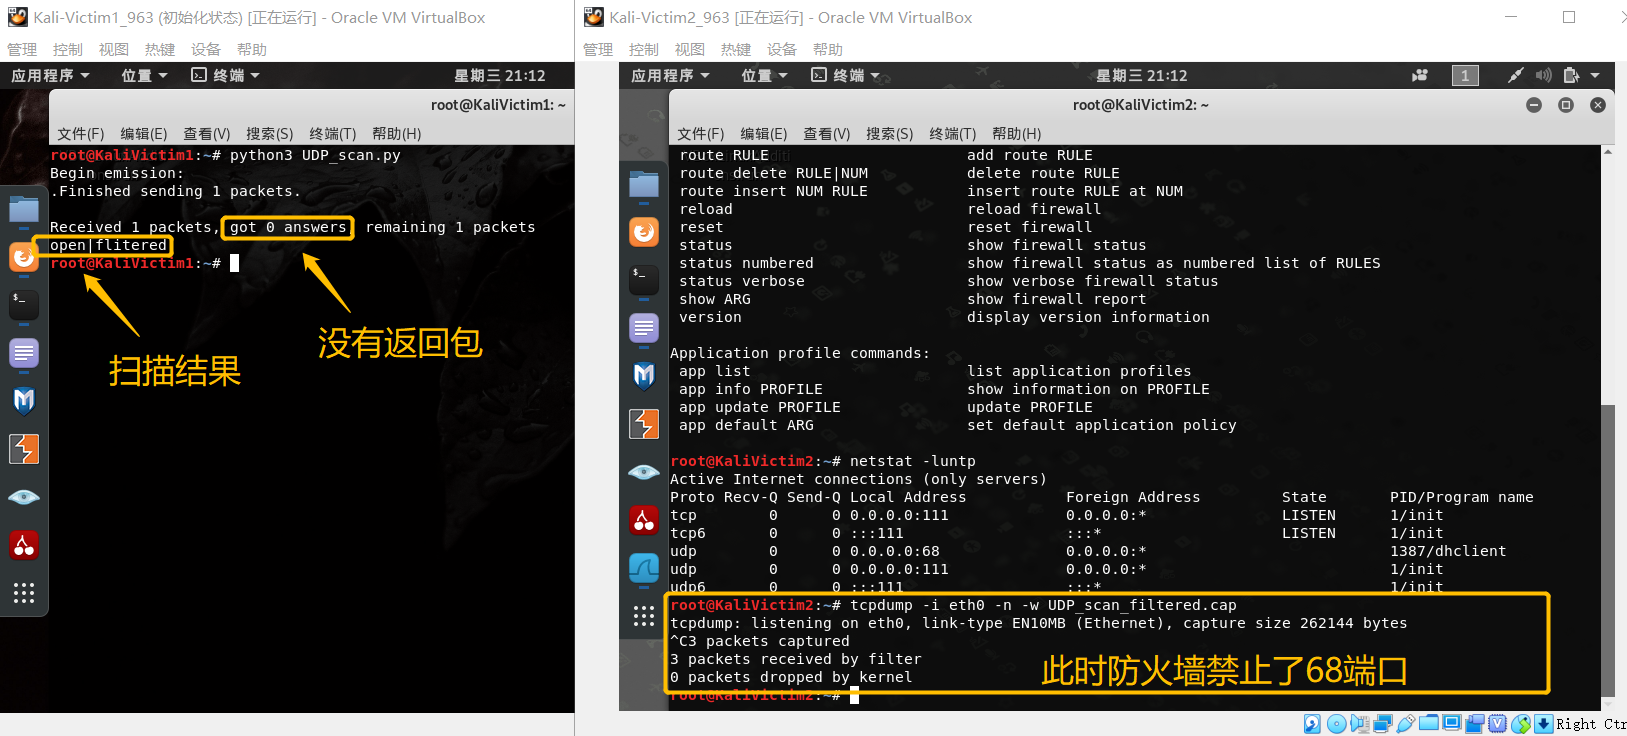 Kali-Victim1_963 (初始化状态) [正在运行] - Oracle VM VirtualBox
管理 控制 视图 热键 设备 帮助
应用程序 位置 终端 星期三 21:12
root@KaliVictim1: ~
文件(F) 编辑(E) 查看(V) 搜索(S) 终端(T) 帮助(H)
root@KaliVictim1:~# python3 UDP_scan.py
Begin emission:
.Finished sending 1 packets.
Received 1 packets, got 0 answers, remaining 1 packets
open|flitered
root@KaliVictim1:~#
没有返回包
扫描结果
Kali-Victim2_963 [正在运行] - Oracle VM VirtualBox
管理 控制 视图 热键 设备 帮助
应用程序 位置 终端 星期三 21:12 1
root@KaliVictim2: ~
文件(F) 编辑(E) 查看(V) 搜索(S) 终端(T) 帮助(H)
route RULE add route RULE
route delete RULE|NUM delete route RULE
route insert NUM RULE insert route RULE at NUM
reload reload firewall
reset reset firewall
status show firewall status
status numbered show firewall status as numbered list of RULES
status verbose show verbose firewall status
show ARG show firewall report
version display version information
Application profile commands:
app list list application profiles
app info PROFILE show information on PROFILE
app update PROFILE update PROFILE
app default ARG set default application policy
root@KaliVictim2:~# netstat -luntp
Active Internet connections (only servers)
Proto Recv-Q Send-Q Local Address Foreign Address State PID/Program name
tcp 0 0 0.0.0.0:111 0.0.0.0:* LISTEN 1/init
tcp6 0 0 :::111 :::* LISTEN 1/init
udp 0 0 0.0.0.0:68 0.0.0.0:* 1387/dhclient
udp 0 0 0.0.0.0:111 0.0.0.0:* 1/init
udp6 0 0 :::111 :::* 1/init
root@KaliVictim2:~# tcpdump -i eth0 -n -w UDP_scan_filtered.cap
tcpdump: listening on eth0, link-type EN10MB (Ethernet), capture size 262144 bytes
^C3 packets captured
3 packets received by filter
0 packets dropped by kernel
root@KaliVictim2:~#
此时防火墙禁止了68端口
Right Ctr